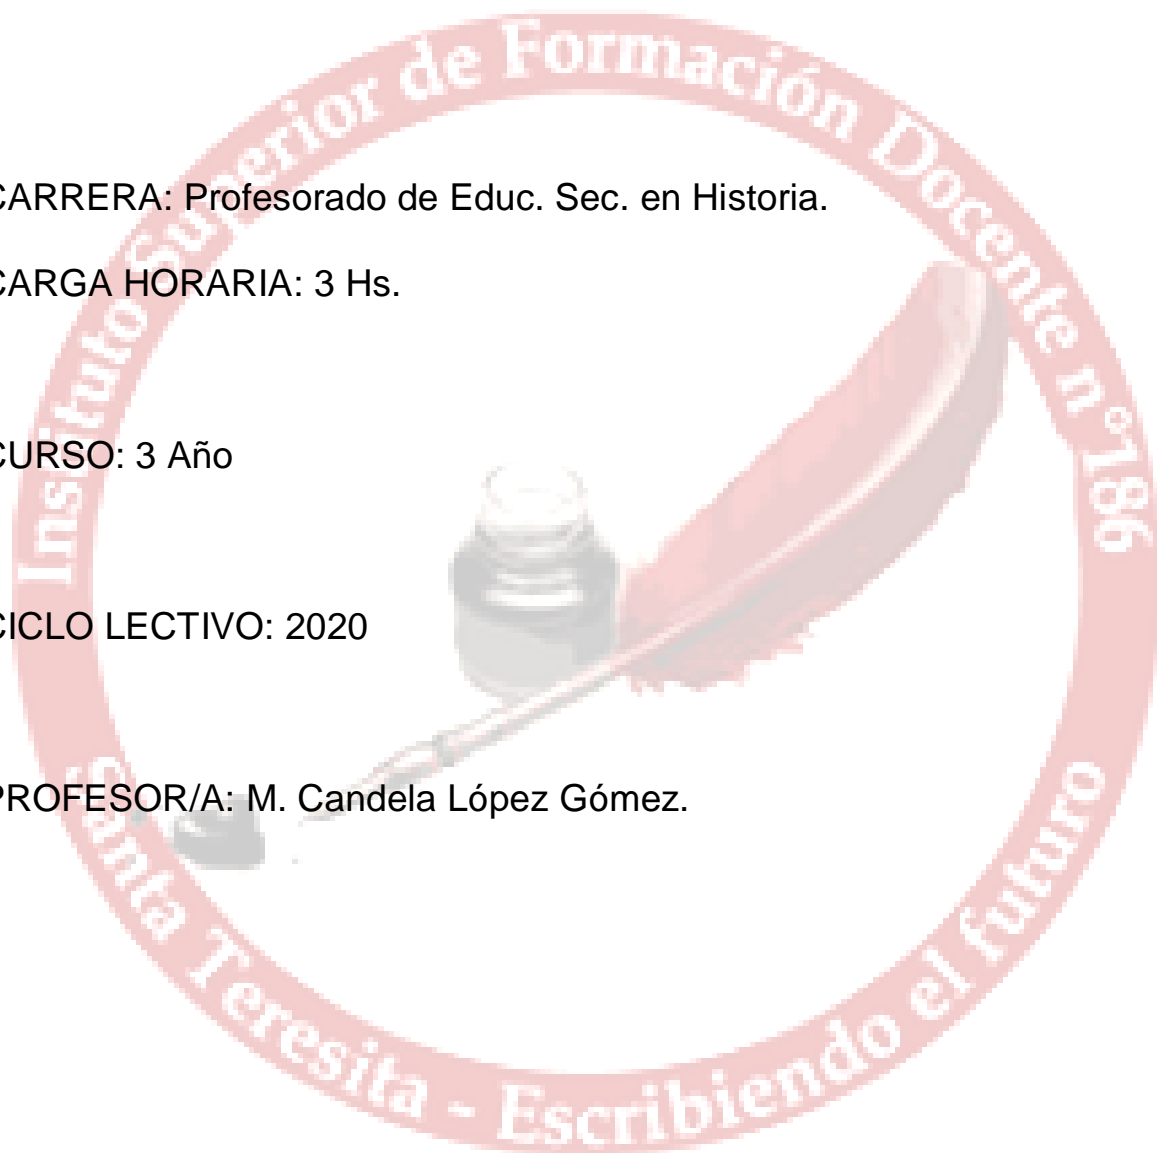 Instituto Superior de Formación Docente n°186
CARRERA: Profesorado de Educ. Sec. en Historia.
CARGA HORARIA: 3 Hs.
CURSO: 3 Año
CICLO LECTIVO: 2020
PROFESOR/A: M. Candela López Gómez.
Santa Teresita - Escribiendo el futuro